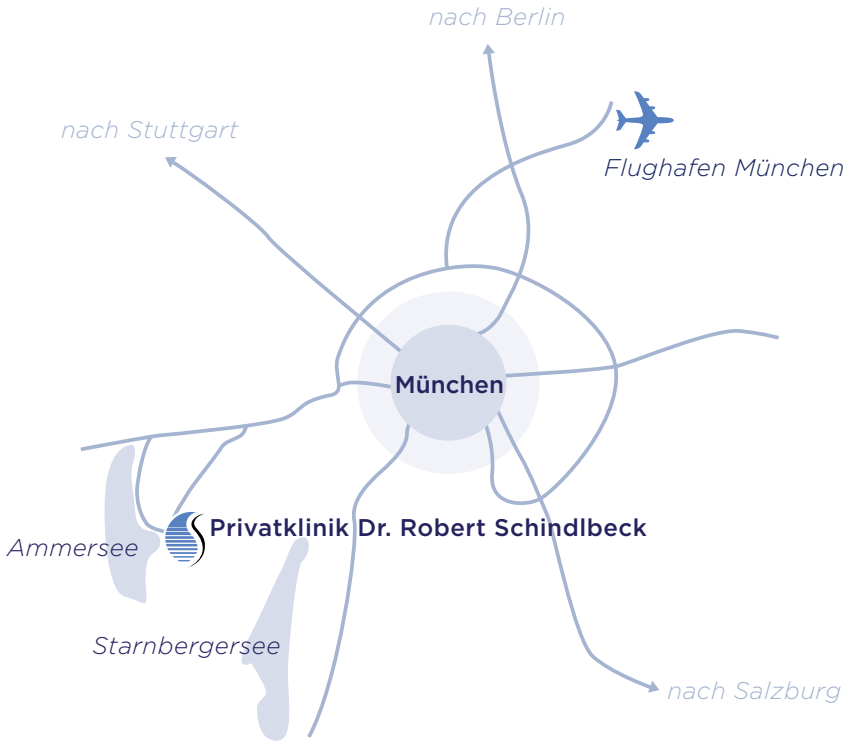 nach Berlin
nach Stuttgart
Flughafen München
München
Privatklinik Dr. Robert Schindlbeck
Ammersee
Starnbergersee
nach Salzburg